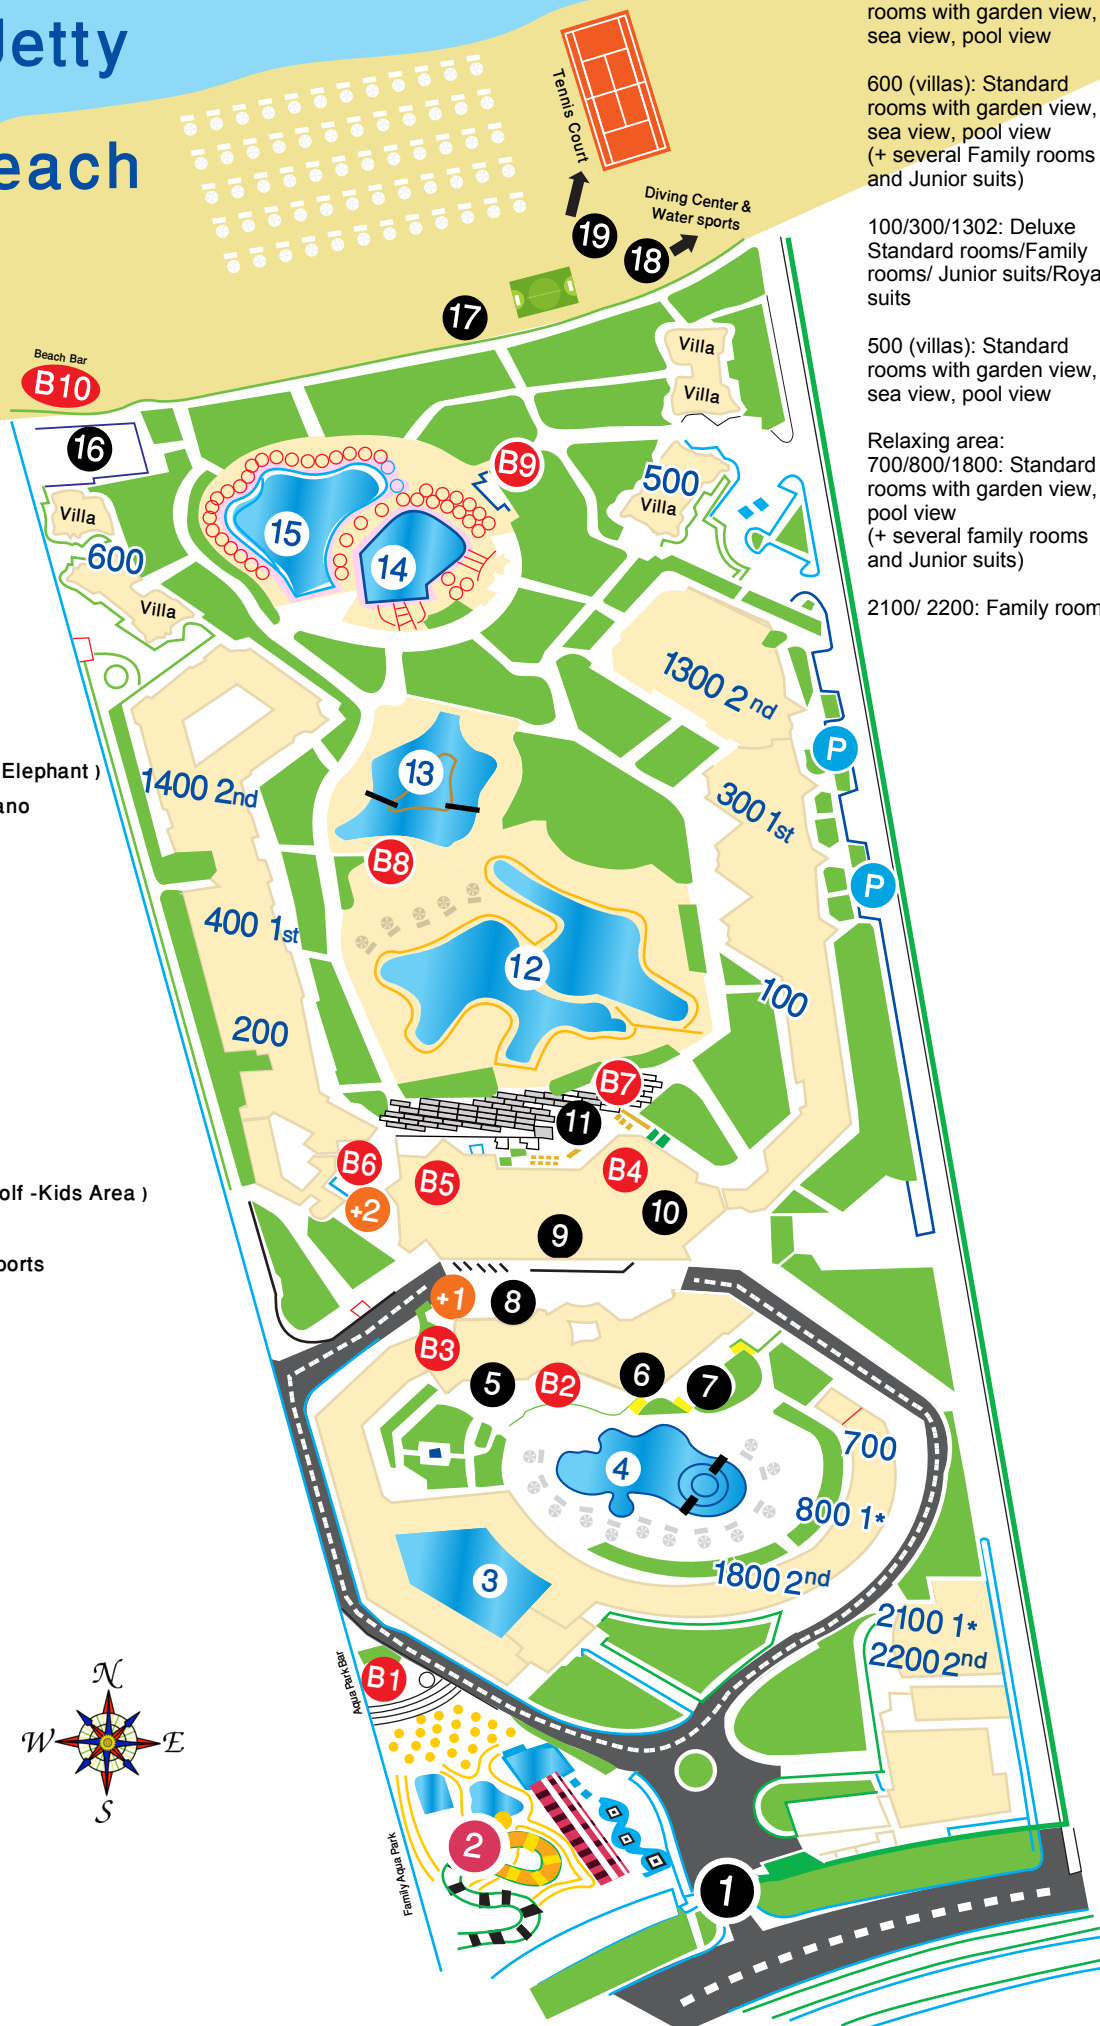 Jetty
each
rooms with garden view,
sea view, pool view
600 (villas): Standard
rooms with garden view,
sea view, pool view
(+ several Family rooms
and Junior suits)
100/300/1302: Deluxe
Standard rooms/Family
rooms/ Junior suits/Roya
suits
500 (villas): Standard
rooms with garden view,
sea view, pool view
Relaxing area:
700/800/1800: Standard
rooms with garden view,
pool view
(+ several family rooms
and Junior suits)
2100/ 2200: Family room
Tennis Court
Diving Center &
Water sports
19
18
17
Beach Bar
B10
16
Villa
Villa
B9
500
Villa
15
14
Villa
600
Villa
1300 2nd
P
13
Elephant )
1400 2nd
ano
300 1st
B8
P
400 1st
12
100
200
B7
11
B6
B5
B4
olf -Kids Area )
+2
10
9
ports
+1
8
B3
5
B2
6
7
700
4
800 1*
1800 2nd
3
2100 1*
2200 2nd
Aqua Park Bar
B1
N
W
E
S
2
Family Aqua Park
1